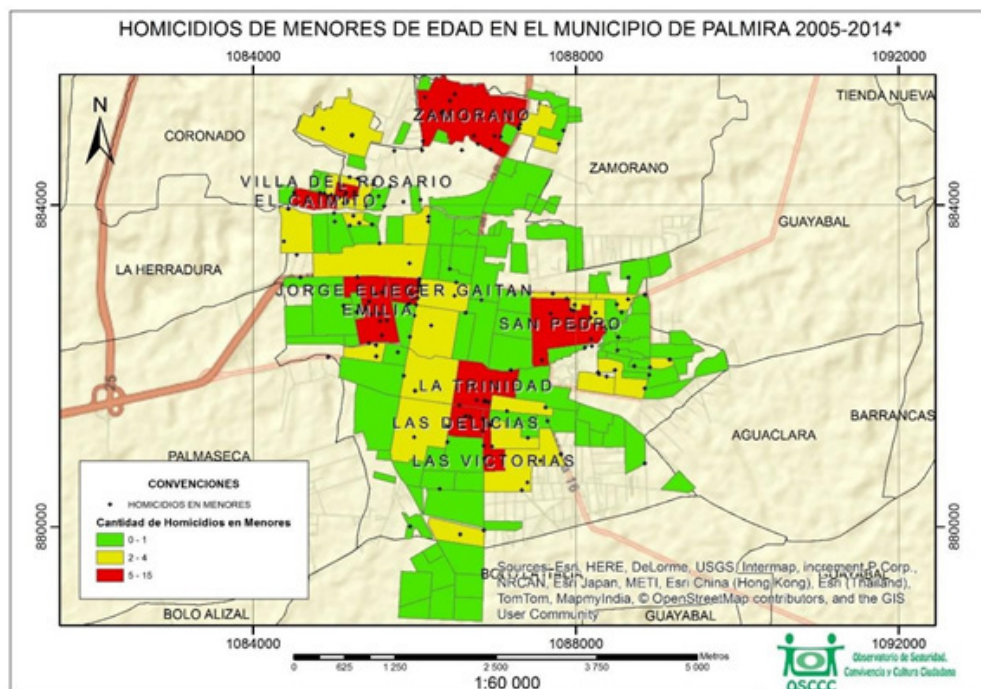 HOMICIDIOS DE MENORES DE EDAD EN EL MUNICIPIO DE PALMIRA 2005-2014*
1084000
1088000
1092000
N
TIENDA NUEVA
ZAMORANO
CORONADO
ZAMORANO
VILLA DEL ROSARIO
EL CAIMITO
884000
884000
GUAYABAL
LA HERRADURA
JORGE ELIECER GAITAN
EMILIA
SAN PEDRO
25
LA TRINIDAD
LAS DELICIAS
BARRANCAS
AGUACLARA
PALMASECA
LAS VICTORIAS
CONVENCIONES
HOMICIDIOS EN MENORES
Cantidad de Homicidios en Menores
0 - 1
2 - 4
5 - 15
880000
880000
Sources: Esri, HERE, DeLorme, USGS, Intermap, increment P Corp.,
NRCAN, Esri Japan, METI, Esri China (Hong Kong), Esri (Thailand),
TomTom, MapmyIndia, © OpenStreetMap contributors, and the GIS
User Community
GUAYABAL
BOLO ALIZAL
GUAYABAL
1084000
1088000
1092000
Metros
0
625
1 250
2 500
3 750
5 000
1:60 000
Observatorio de Seguridad,
Convivencia y Cultura Ciudadana
OSCCC